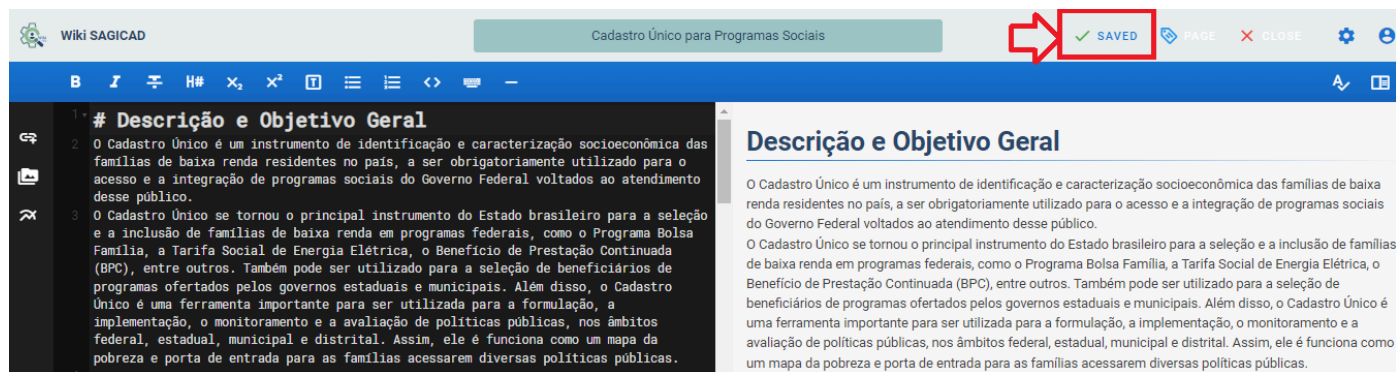 Wiki SAGICAD
Cadastro Único para Programas Sociais
SAVED
PAGE
CLOSE
B I T H# X₂ X² T <>
1 # Descrição e Objetivo Geral
2 O Cadastro Único é um instrumento de identificação e caracterização socioeconômica das
famílias de baixa renda residentes no país, a ser obrigatoriamente utilizado para o
acesso e a integração de programas sociais do Governo Federal voltados ao atendimento
desse público.
3 O Cadastro Único se tornou o principal instrumento do Estado brasileiro para a seleção
e a inclusão de famílias de baixa renda em programas federais, como o Programa Bolsa
Família, a Tarifa Social de Energia Elétrica, o Benefício de Prestação Continuada
(BPC), entre outros. Também pode ser utilizado para a seleção de beneficiários de
programas ofertados pelos governos estaduais e municipais. Além disso, o Cadastro
Único é uma ferramenta importante para ser utilizada para a formulação, a
implementação, o monitoramento e a avaliação de políticas públicas, nos âmbitos
federal, estadual, municipal e distrital. Assim, ele é funciona como um mapa da
pobreza e porta de entrada para as famílias acessarem diversas políticas públicas.
Descrição e Objetivo Geral
O Cadastro Único é um instrumento de identificação e caracterização socioeconômica das famílias de baixa
renda residentes no país, a ser obrigatoriamente utilizado para o acesso e a integração de programas sociais
do Governo Federal voltados ao atendimento desse público.
O Cadastro Único se tornou o principal instrumento do Estado brasileiro para a seleção e a inclusão de famílias
de baixa renda em programas federais, como o Programa Bolsa Família, a Tarifa Social de Energia Elétrica, o
Benefício de Prestação Continuada (BPC), entre outros. Também pode ser utilizado para a seleção de
beneficiários de programas ofertados pelos governos estaduais e municipais. Além disso, o Cadastro Único é
uma ferramenta importante para ser utilizada para a formulação, a implementação, o monitoramento e a
avaliação de políticas públicas, nos âmbitos federal, estadual, municipal e distrital. Assim, ele é funciona como
um mapa da pobreza e porta de entrada para as famílias acessarem diversas políticas públicas.